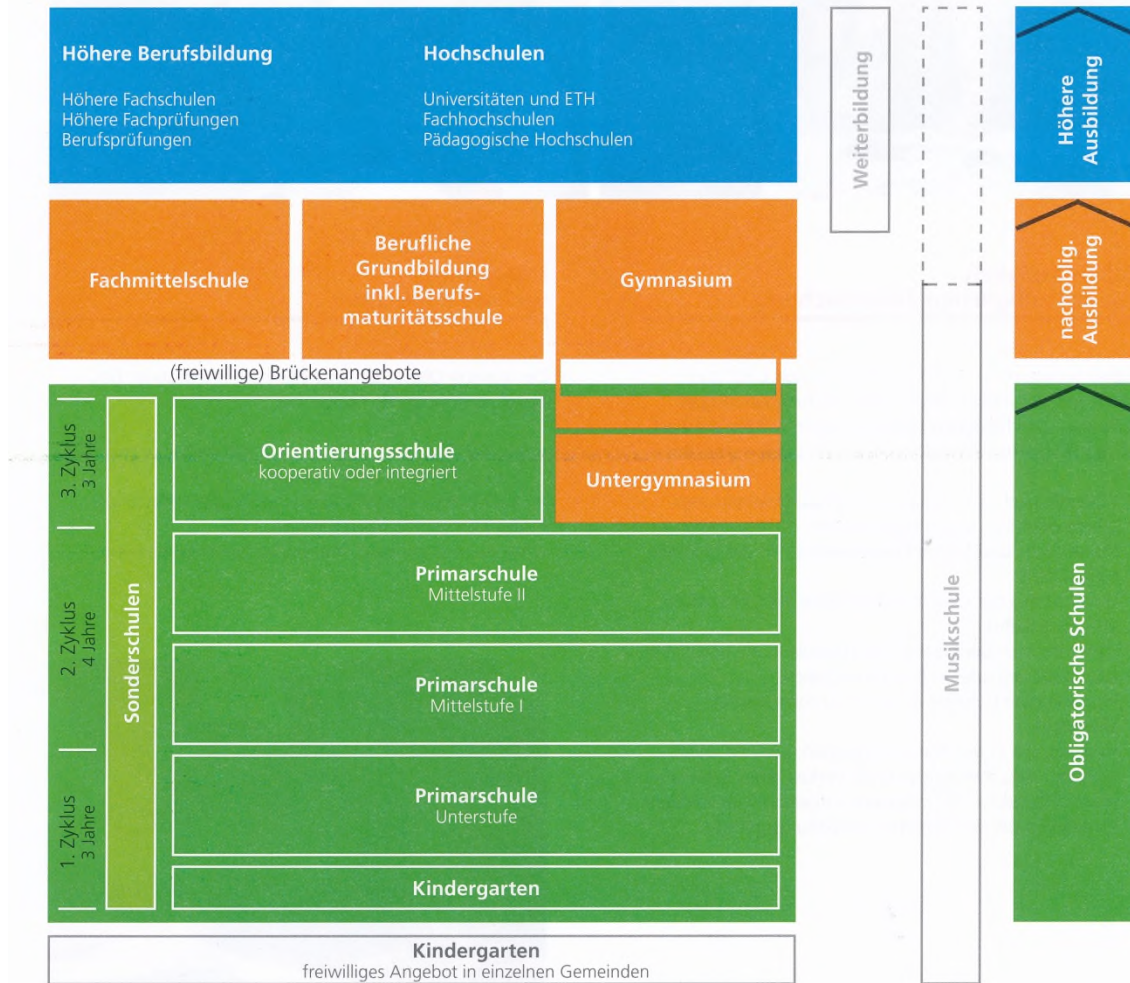 Höhere Berufsbildung
Höhere Fachschulen
Höhere Fachprüfungen
Berufsprüfungen
Hochschulen
Universitäten und ETH
Fachhochschulen
Pädagogische Hochschulen
Fachmittelschule
Berufliche
Grundbildung
inkl. Berufs-
maturitätsschule
Gymnasium
(freiwillige) Brückenangebote
3. Zyklus
3 Jahre
2. Zyklus
4 Jahre
1. Zyklus
3 Jahre
Sonderschulen
Orientierungsschule
kooperativ oder integriert
Untergymnasium
Primarschule
Mittelstufe II
Primarschule
Mittelstufe I
Primarschule
Unterstufe
Kindergarten
Kindergarten
freiwilliges Angebot in einzelnen Gemeinden
Weiterbildung
Musikschule
Höhere
Ausbildung
nachoblig.
Ausbildung
Obligatorische Schulen